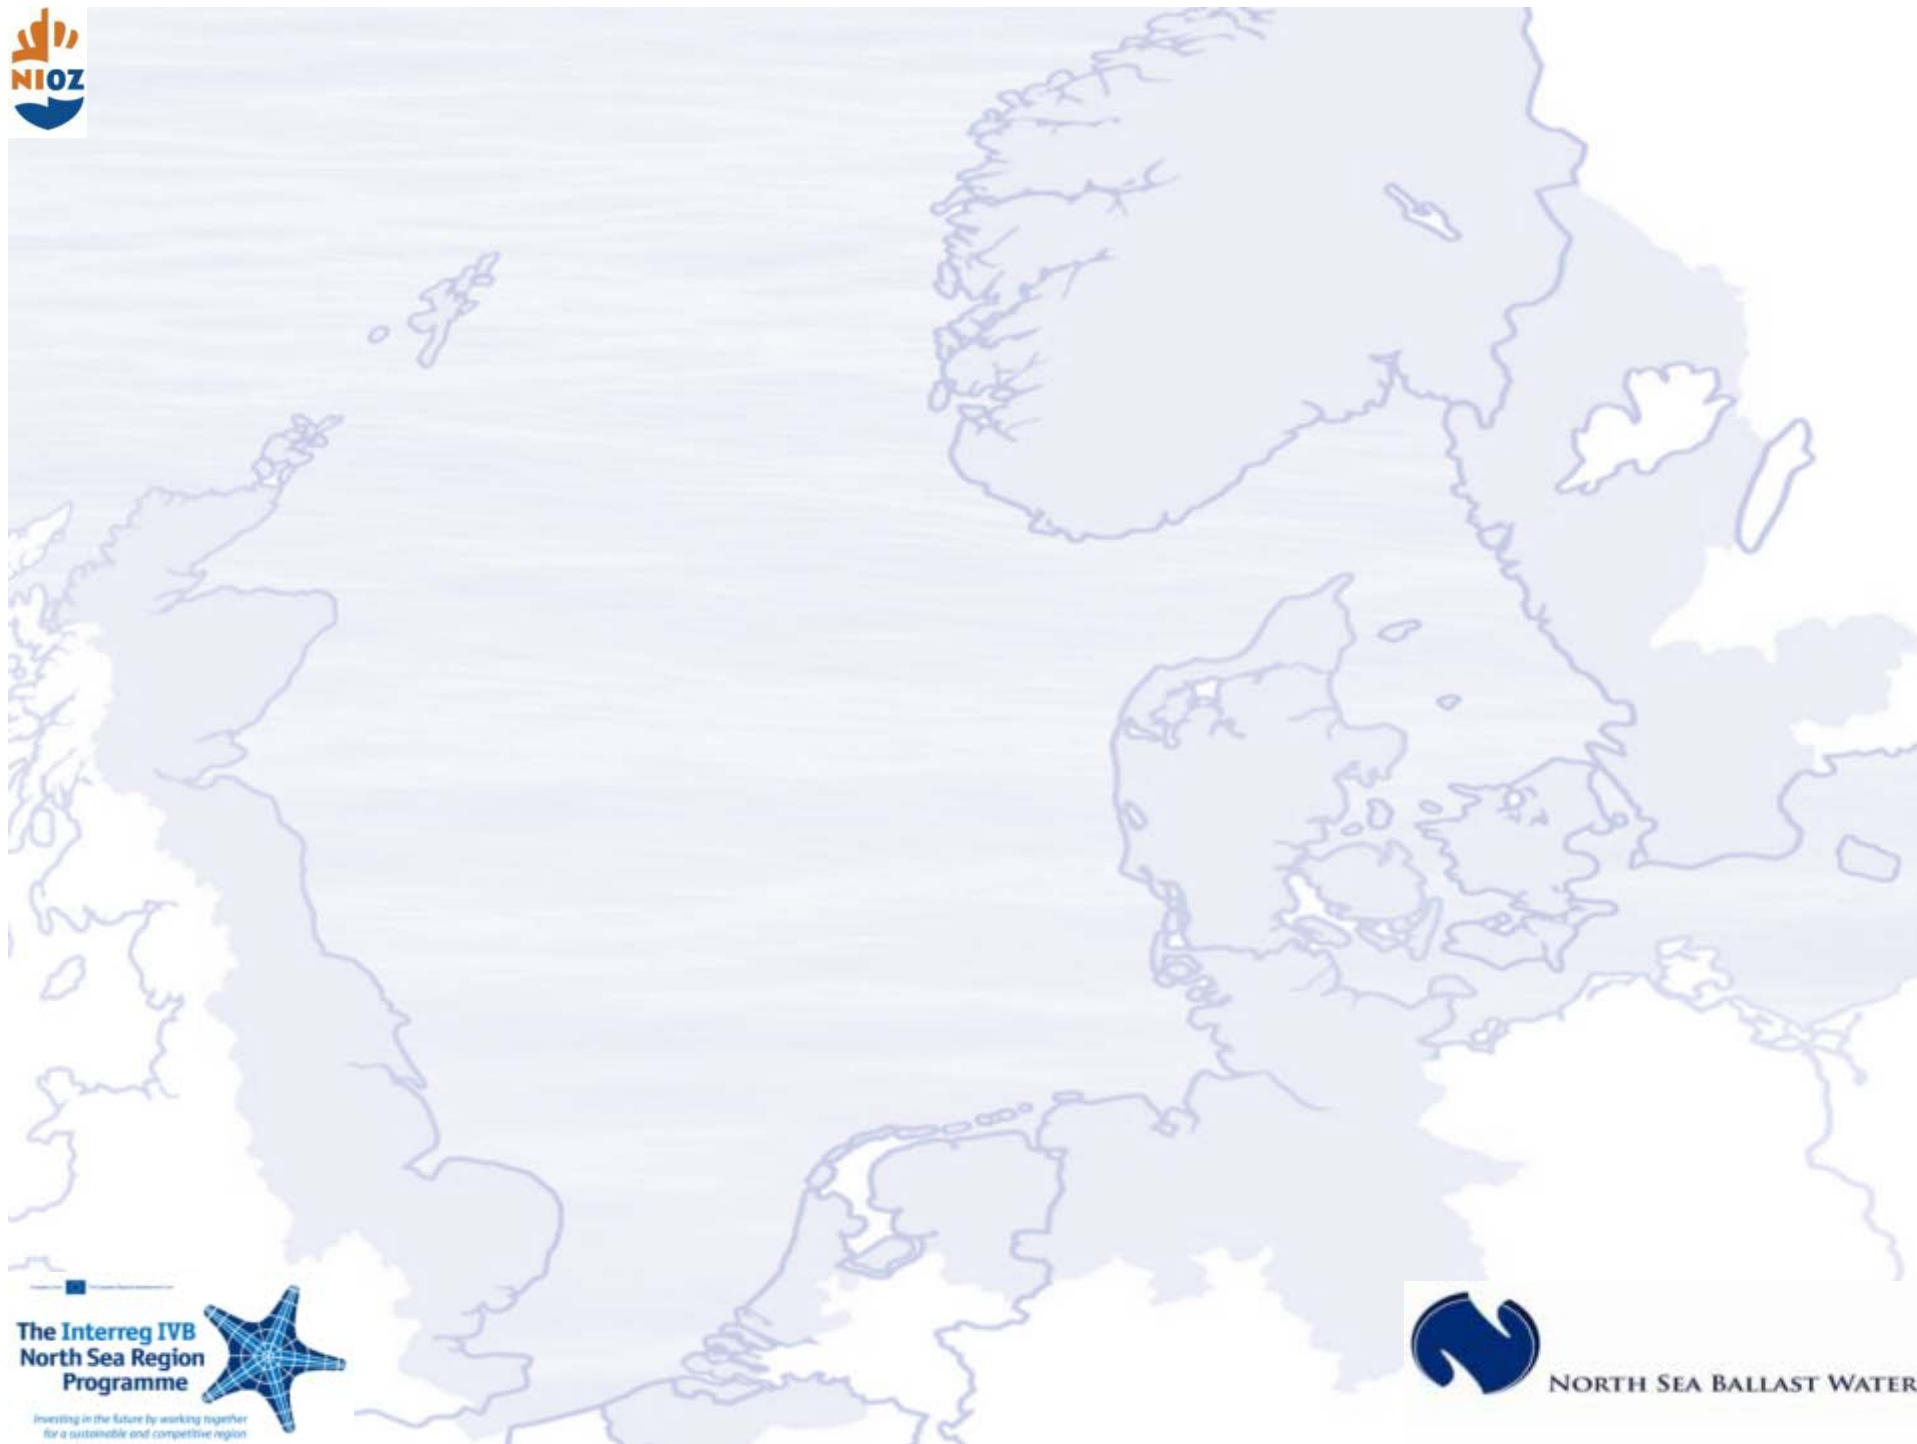 NIOZ
The Interreg IVB
North Sea Region
Programme
Investing in the future by working together
for a sustainable and competitive region
NORTH SEA BALLAST WATER